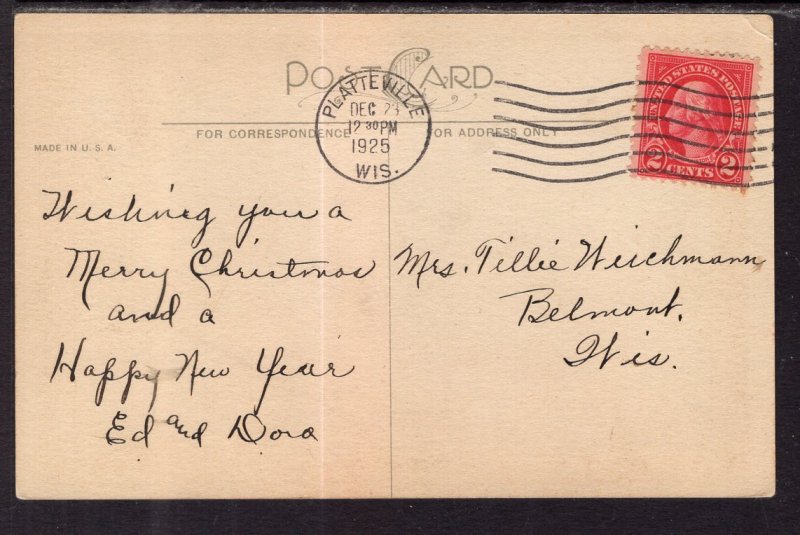 POST CARD
PLATTEVILLE
DEC 23
12 30 PM
1925
WIS.
UNITED STATES POSTAGE
2 CENTS 2
FOR CORRESPONDENCE
FOR ADDRESS ONLY
MADE IN U. S. A.
Wishing you a
Merry Christmas
and a
Happy New Year
Ed and Dora
Mrs. Tillie Weichmann
Belmont.
Wis.